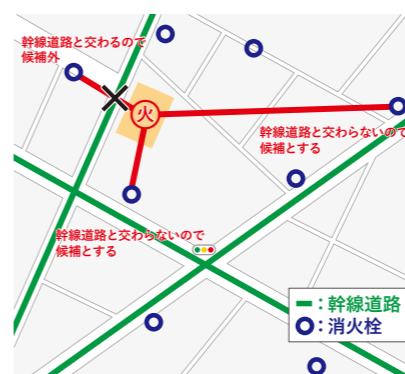 幹線道路と交わるので
候補外
火
幹線道路と交わらないので
候補とする
幹線道路と交わらないので
候補とする
：幹線道路
：消火栓